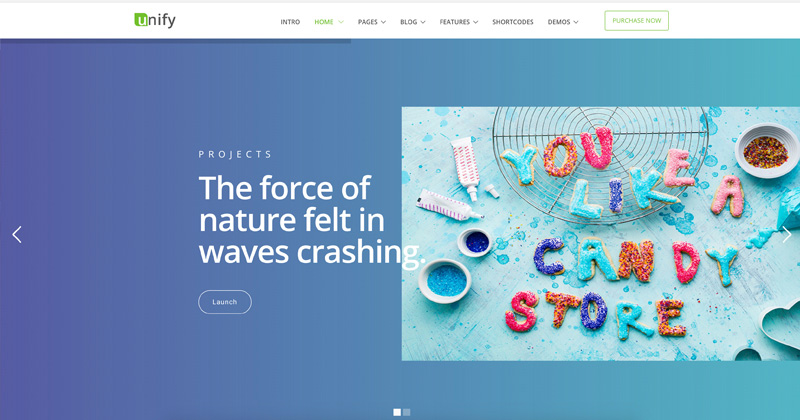 unify
INTRO
HOME
PAGES
BLOG
FEATURES
SHORTCODES
DEMOS
PURCHASE NOW
PROJECTS
The force of
nature felt in
waves crashing.
Launch
YOU
LIKE A
CANDY
STORE